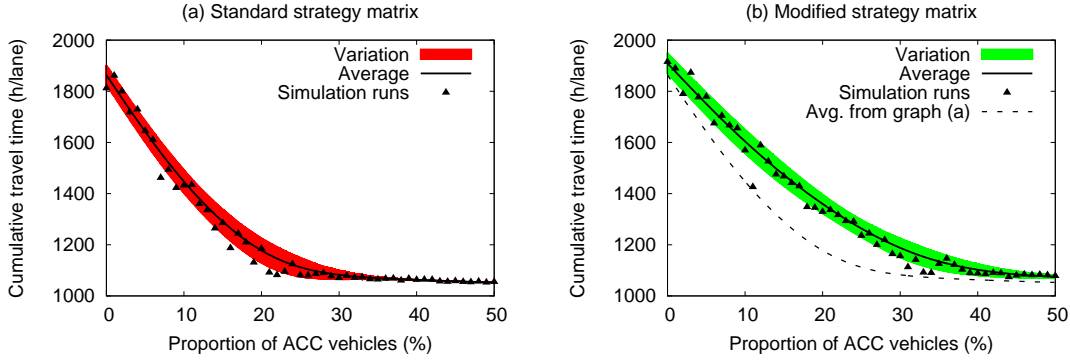 (a) Standard strategy matrix
Cumulative travel time (h/lane)
2000
1800
1600
1400
1200
1000
0 10 20 30 40 50
Proportion of ACC vehicles (%)
Variation
Average
Simulation runs
(b) Modified strategy matrix
Cumulative travel time (h/lane)
2000
1800
1600
1400
1200
1000
0 10 20 30 40 50
Proportion of ACC vehicles (%)
Variation
Average
Simulation runs
Avg. from graph (a)